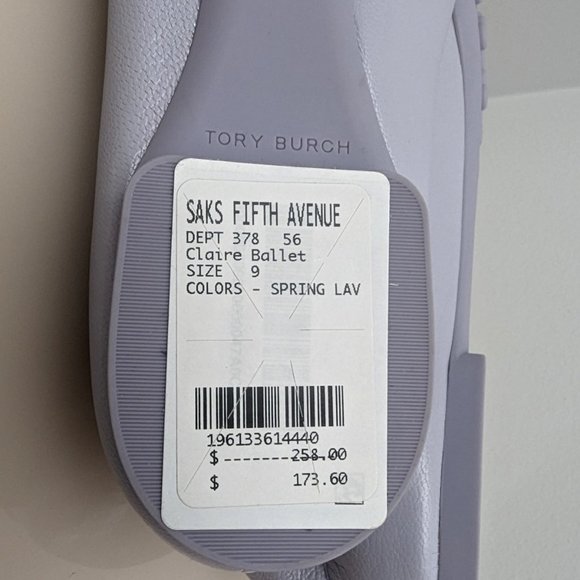 TORY BURCH
SAKS FIFTH AVENUE
DEPT 378 56
Claire Ballet
SIZE 9
COLORS - SPRING LAV
196133614440
$ -------258.00
$ 173.60